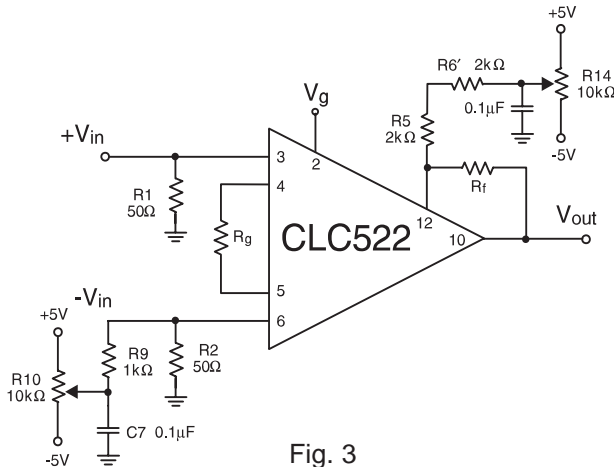 +5V
R6' 2kΩ
R14
10kΩ
0.1µF
-5V
R5
2kΩ
Vg
+Vin
3
2
4
R1
50Ω
Rf
12
Vout
CLC522
10
Rg
5
-Vin
6
+5V
R9
1kΩ
R2
50Ω
R10
10kΩ
C7 0.1µF
-5V
Fig. 3